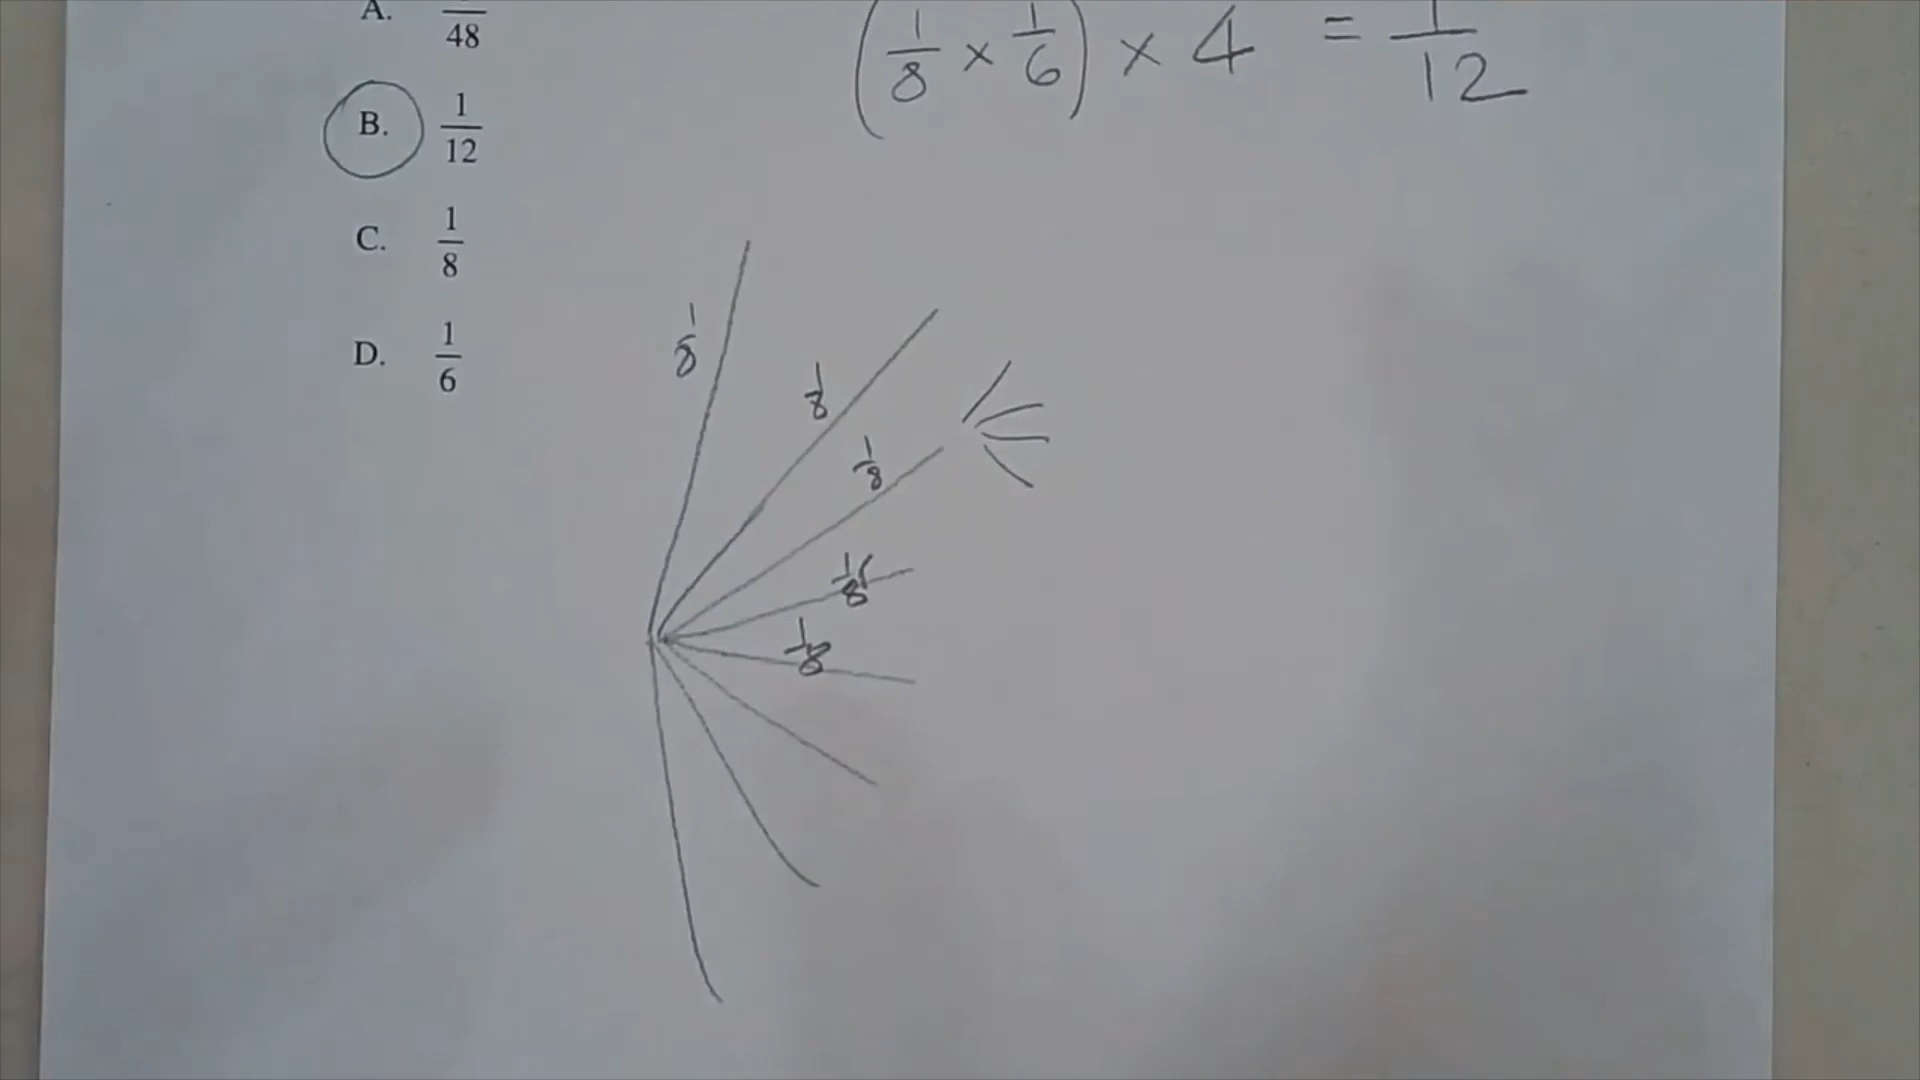 A. —/48
(1/8 × 1/6) × 4 = 1/12
B. 1/12
C. 1/8
D. 1/6
1/8
1/8
1/8
1/8
1/8